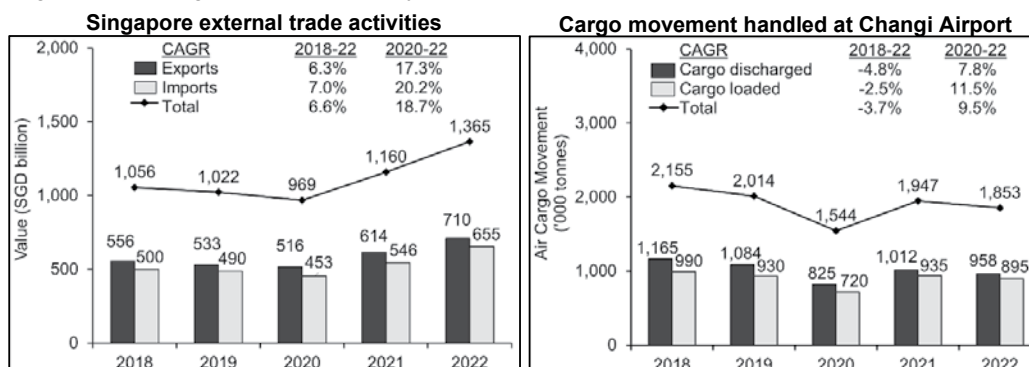 Singapore external trade activities
CAGR 2018-22 2020-22
Exports 6.3% 17.3%
Imports 7.0% 20.2%
Total 6.6% 18.7%
Value (SGD billion)
2,000
1,500
1,000
500
0
1,056 1,022 969 1,160 1,365
556 500 533 490 516 453 614 546 710 655
2018 2019 2020 2021 2022
Cargo movement handled at Changi Airport
CAGR 2018-22 2020-22
Cargo discharged -4.8% 7.8%
Cargo loaded -2.5% 11.5%
Total -3.7% 9.5%
Air Cargo Movement
('000 tonnes)
4,000
3,000
2,000
1,000
0
2,155 2,014 1,544 1,947 1,853
1,165 990 1,084 930 825 720 1,012 935 958 895
2018 2019 2020 2021 2022